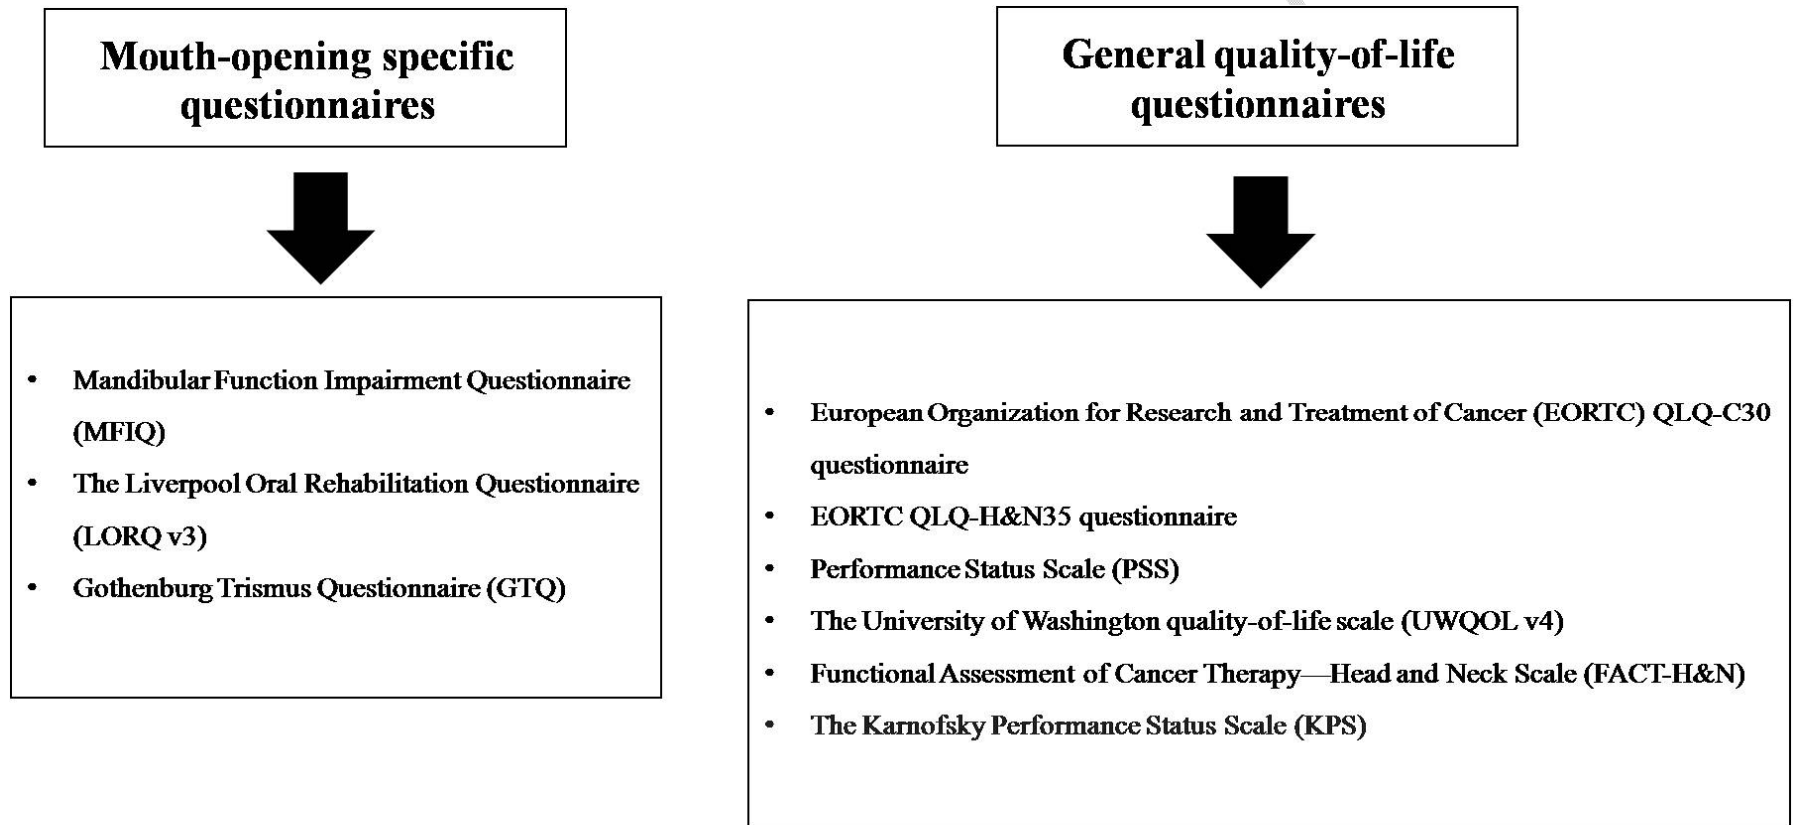 Mouth-opening specific
questionnaires
General quality-of-life
questionnaires
• Mandibular Function Impairment Questionnaire
(MFIQ)
• The Liverpool Oral Rehabilitation Questionnaire
(LORQ v3)
• Gothenburg Trismus Questionnaire (GTQ)
• European Organization for Research and Treatment of Cancer (EORTC) QLQ-C30
questionnaire
• EORTC QLQ-H&N35 questionnaire
• Performance Status Scale (PSS)
• The University of Washington quality-of-life scale (UWQOL v4)
• Functional Assessment of Cancer Therapy—Head and Neck Scale (FACT-H&N)
• The Karnofsky Performance Status Scale (KPS)